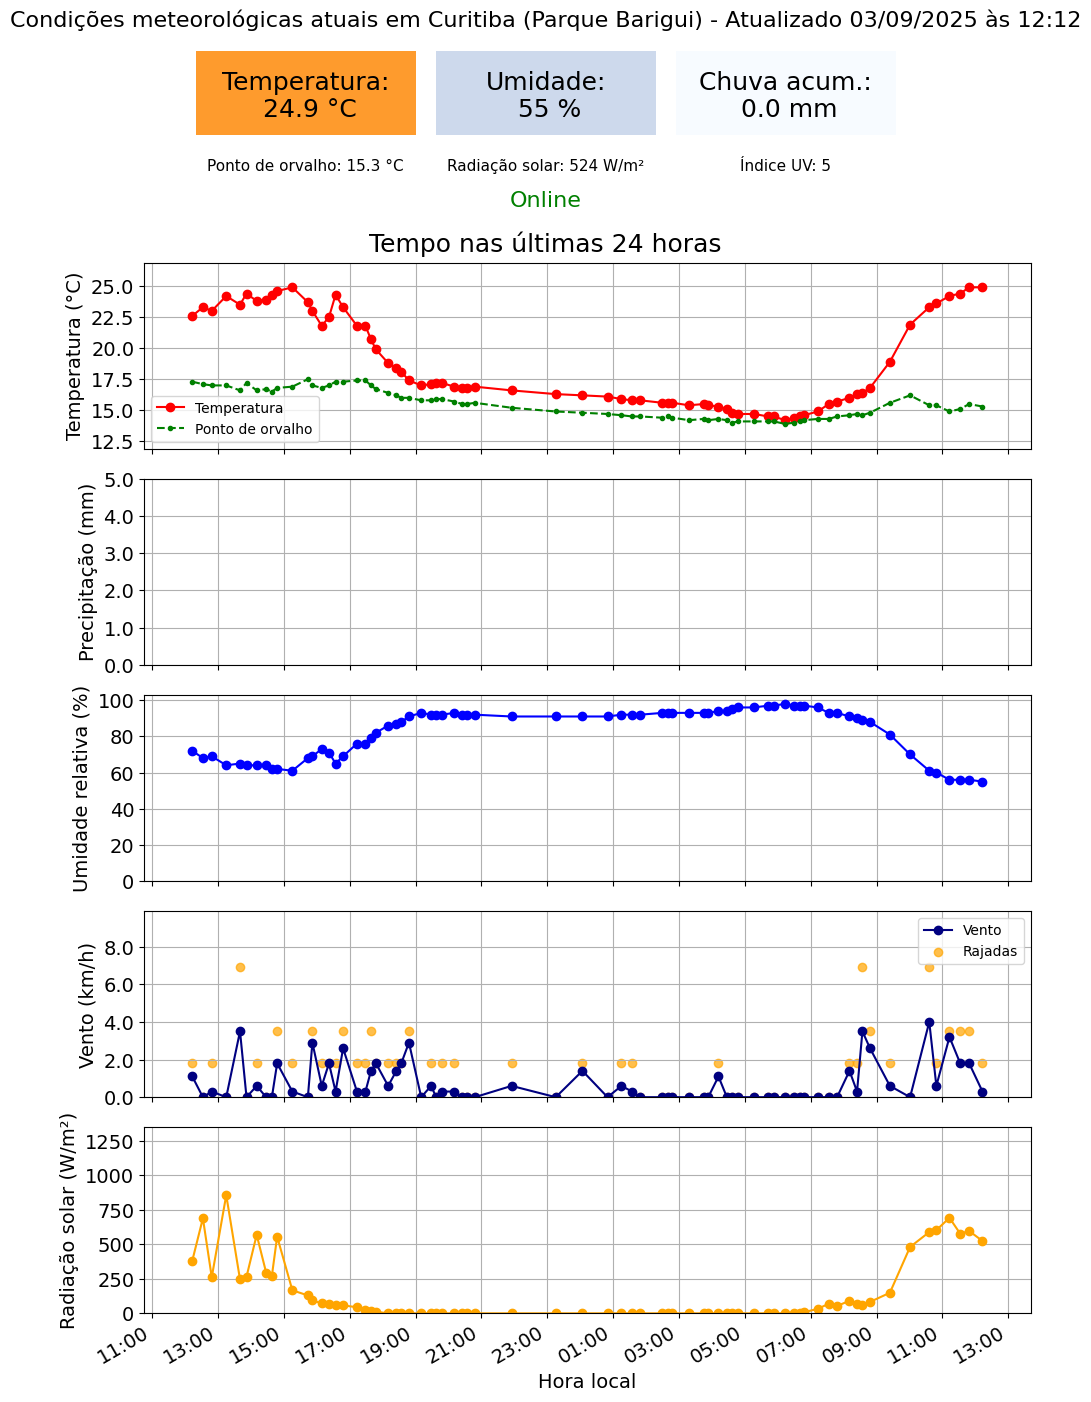 Condições meteorológicas atuais em Curitiba (Parque Barigui) - Atualizado 03/09/2025 às 12:12
Temperatura:
24.9 °C
Umidade:
55 %
Chuva acum.:
0.0 mm
Ponto de orvalho: 15.3 °C
Radiação solar: 524 W/m²
Índice UV: 5
Online
Tempo nas últimas 24 horas
Temperatura (°C)
25.0
22.5
20.0
17.5
15.0
12.5
Temperatura
Ponto de orvalho
Precipitação (mm)
5.0
4.0
3.0
2.0
1.0
0.0
Umidade relativa (%)
100
80
60
40
20
0
Vento (km/h)
8.0
6.0
4.0
2.0
0.0
Vento
Rajadas
Radiação solar (W/m²)
1250
1000
750
500
250
0
11:00
13:00
15:00
17:00
19:00
21:00
23:00
01:00
03:00
05:00
07:00
09:00
11:00
13:00
Hora local